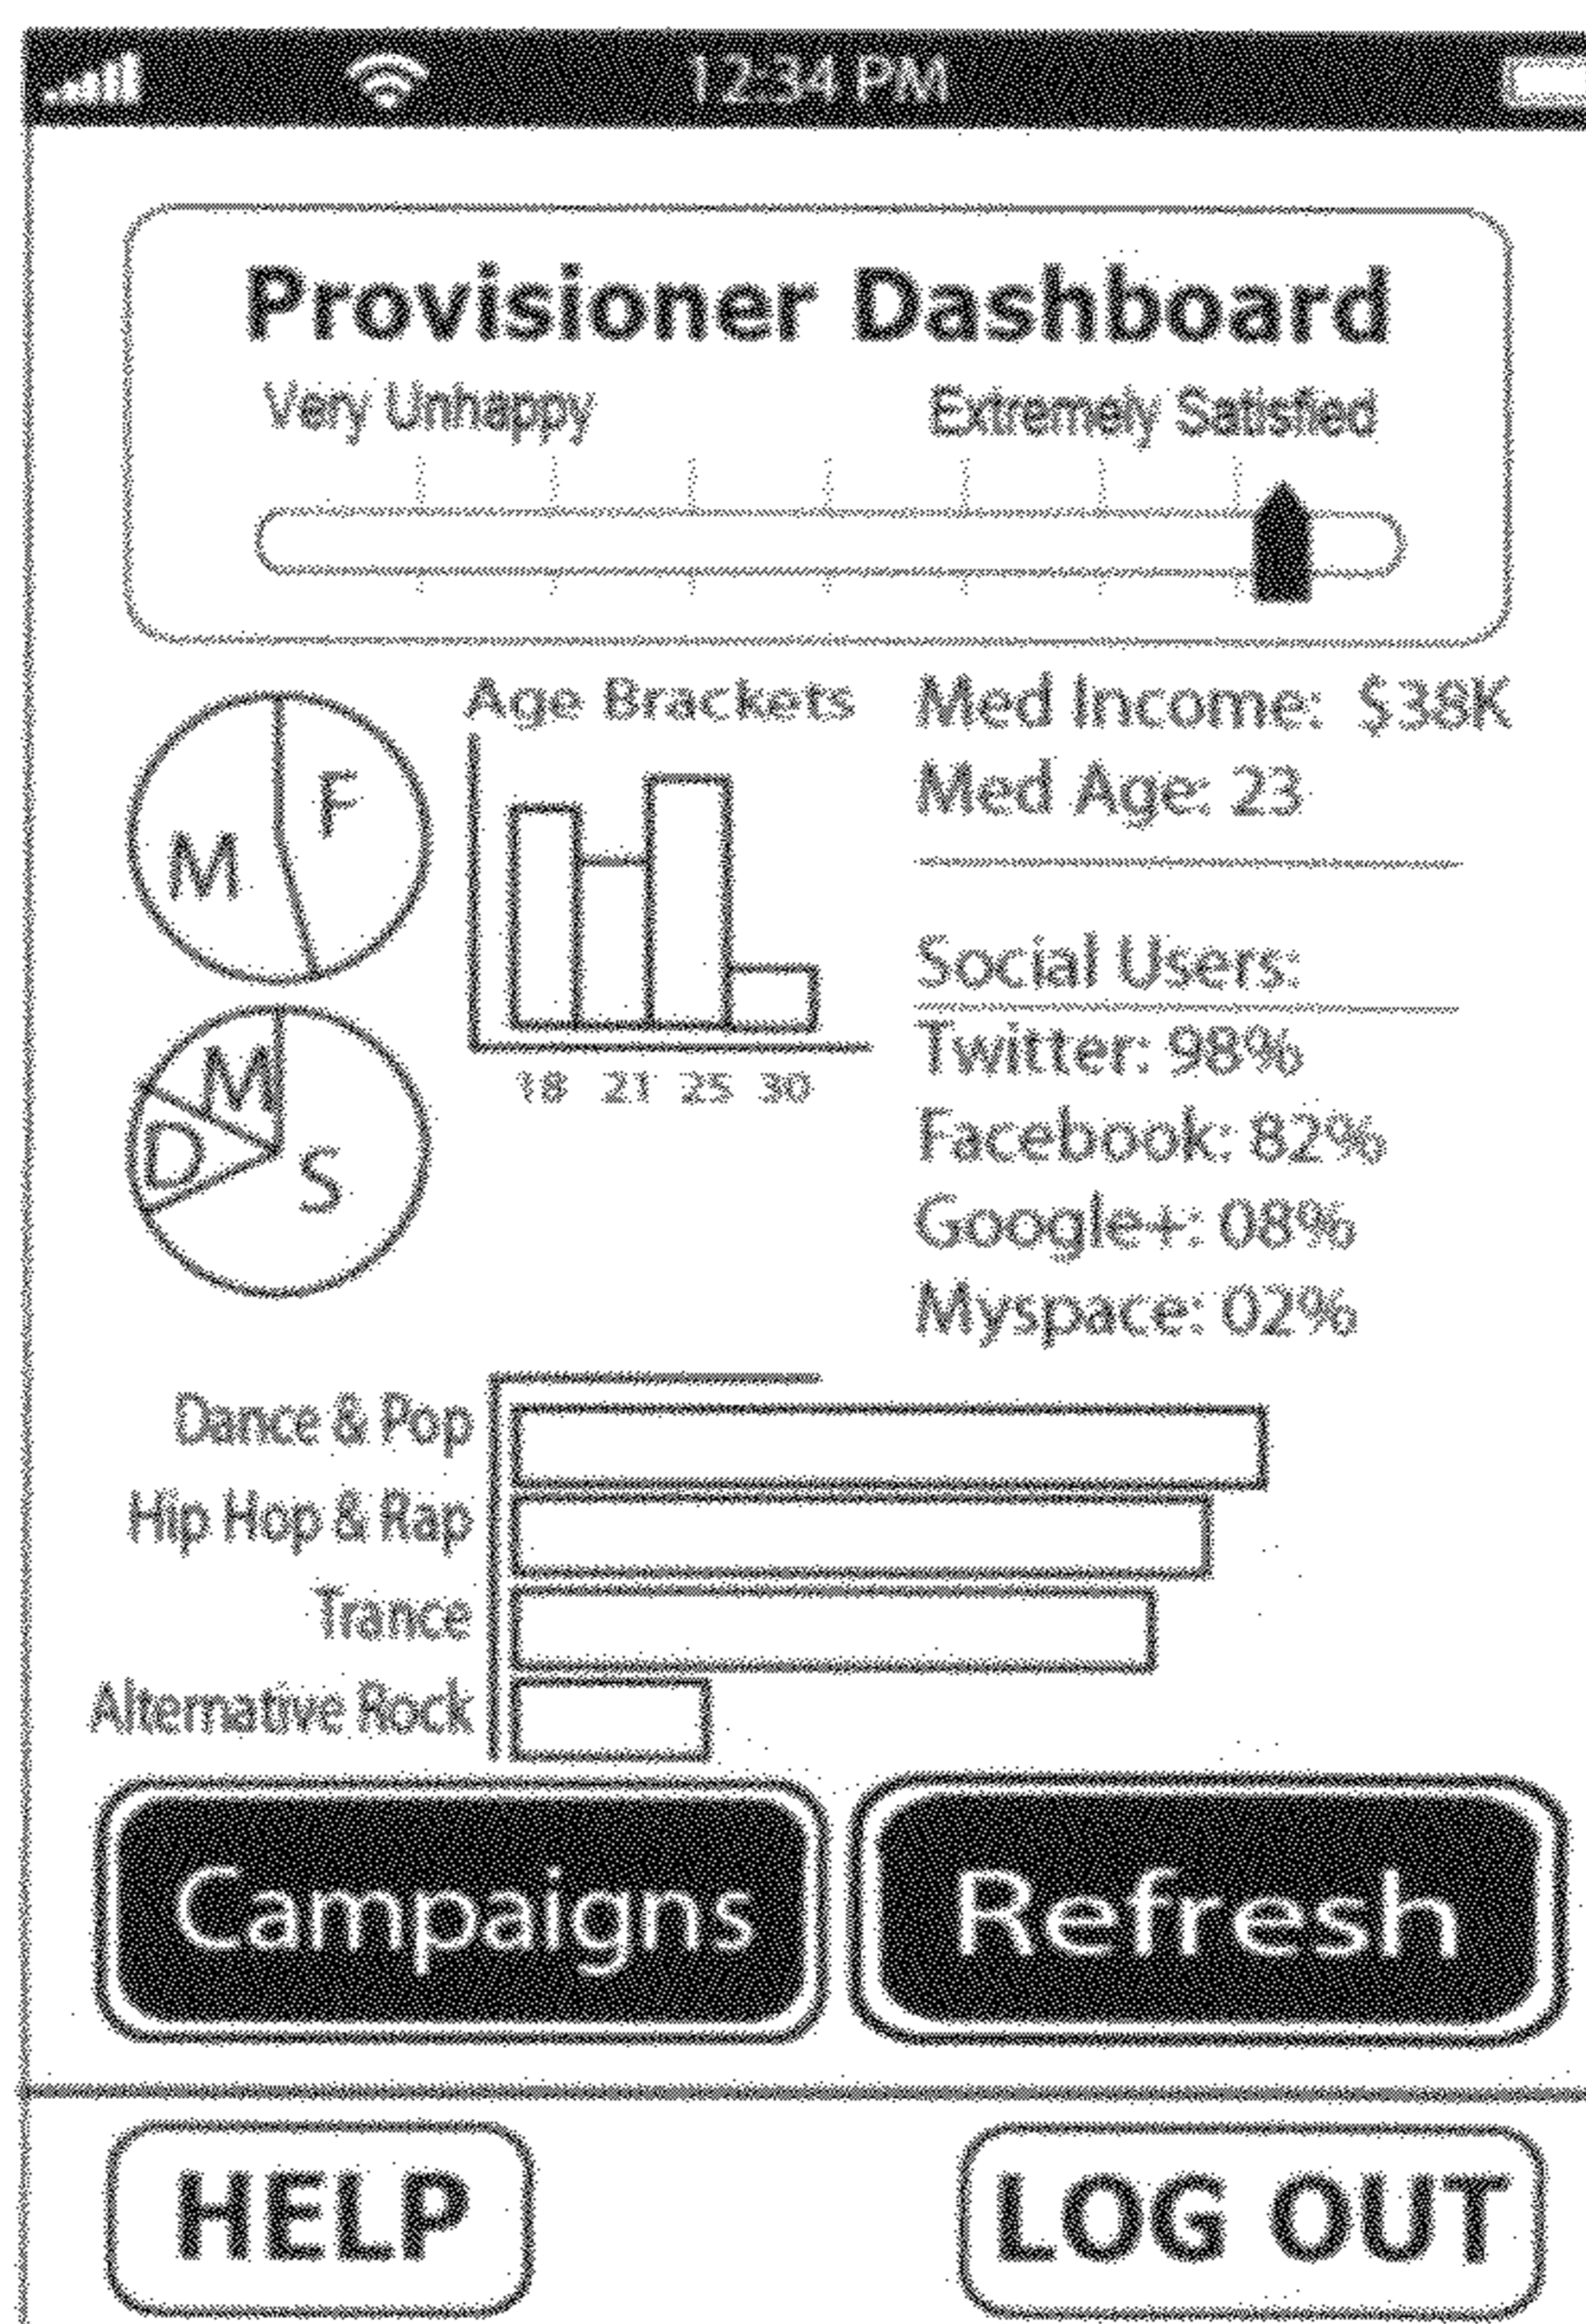 12:34 PM
Provisioner Dashboard
Very Unhappy Extremely Satisfied
M F
M D S
Age Brackets
18 21 25 30
Med Income: $38K
Med Age: 23
Social Users:
Twitter: 98%
Facebook: 82%
Google+: 08%
Myspace: 02%
Dance & Pop
Hip Hop & Rap
Trance
Alternative Rock
Campaigns Refresh
HELP LOG OUT